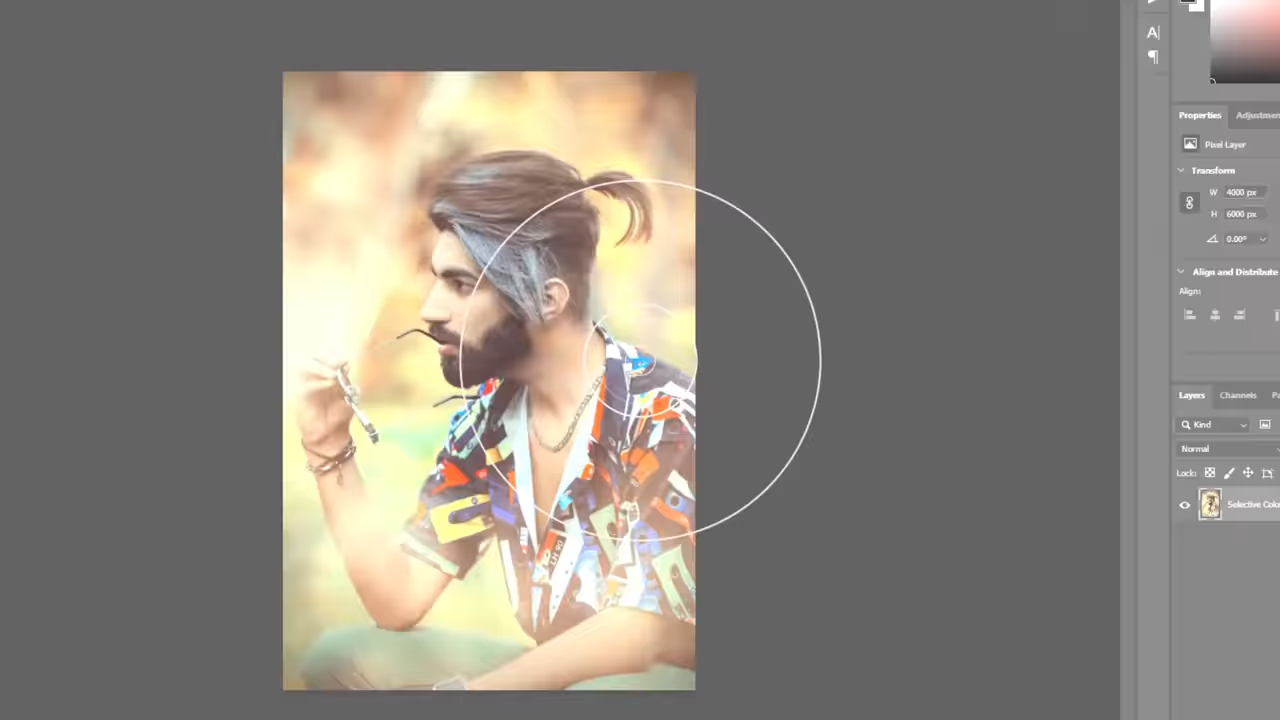 A|
¶
Properties
Adjustmen
Pixel Layer
Transform
W 4000 px
H 6000 px
0.00°
Align and Distribute
Align:
Layers Channels Pa
Kind
Normal
Lock:
Selective Colo